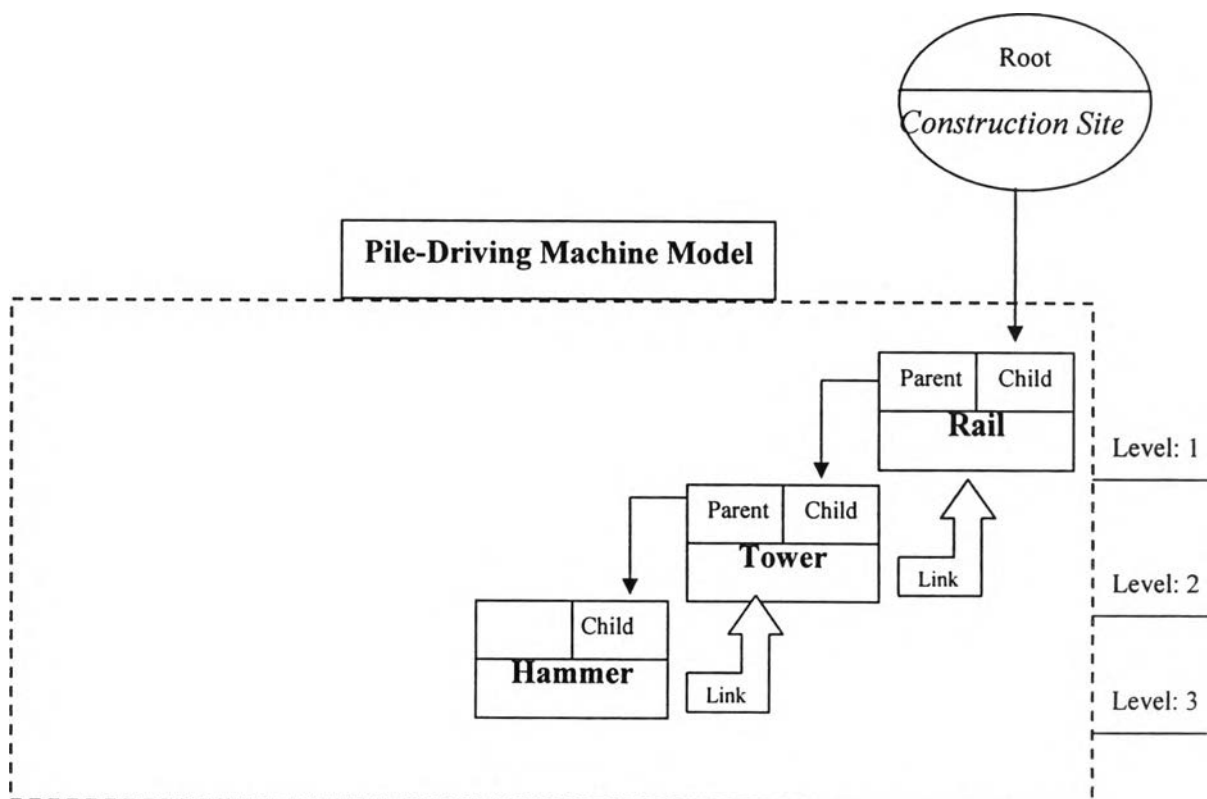 Root
Construction Site
Pile-Driving Machine Model
Parent Child
Rail
Level: 1
Parent Child
Tower
Link
Level: 2
Child
Hammer
Link
Level: 3